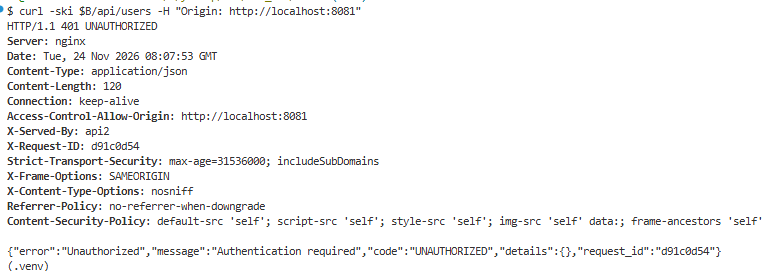 $ curl -ski $B/api/users -H "Origin: http://localhost:8081"
HTTP/1.1 401 UNAUTHORIZED
Server: nginx
Date: Tue, 24 Nov 2026 08:07:53 GMT
Content-Type: application/json
Content-Length: 120
Connection: keep-alive
Access-Control-Allow-Origin: http://localhost:8081
X-Served-By: api2
X-Request-ID: d91c0d54
Strict-Transport-Security: max-age=31536000; includeSubDomains
X-Frame-Options: SAMEORIGIN
X-Content-Type-Options: nosniff
Referrer-Policy: no-referrer-when-downgrade
Content-Security-Policy: default-src 'self'; script-src 'self'; style-src 'self'; img-src 'self' data:; frame-ancestors 'self'
{"error":"Unauthorized","message":"Authentication required","code":"UNAUTHORIZED","details":{},"request_id":"d91c0d54"}
(.venv)